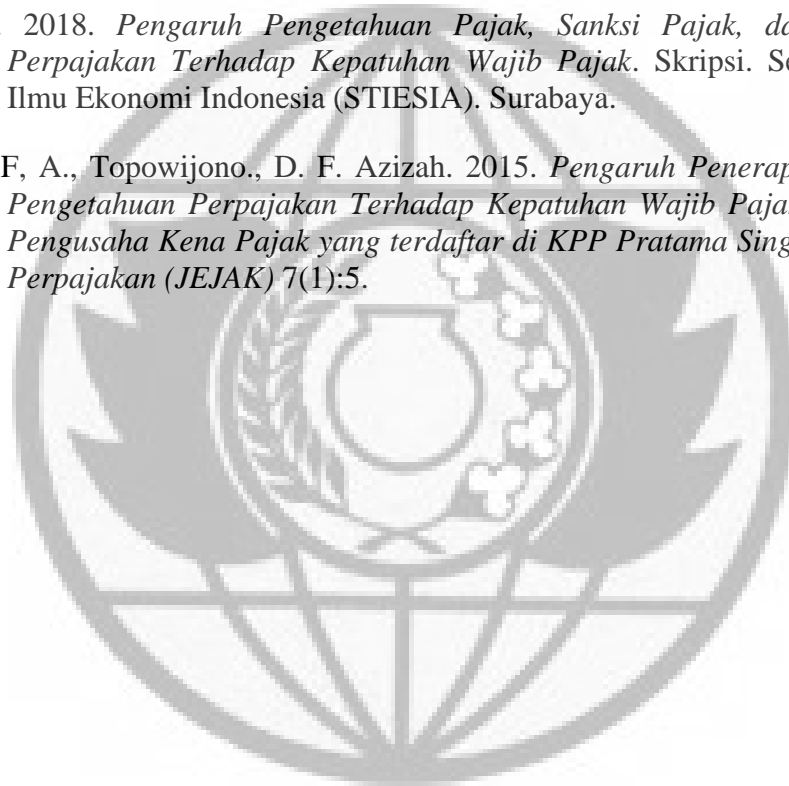 2018. Pengaruh Pengetahuan Pajak, Sanksi Pajak, da
Perpajakan Terhadap Kepatuhan Wajib Pajak. Skripsi. Se
Ilmu Ekonomi Indonesia (STIESIA). Surabaya.
F, A., Topowijono., D. F. Azizah. 2015. Pengaruh Penerap
Pengetahuan Perpajakan Terhadap Kepatuhan Wajib Paja
Pengusaha Kena Pajak yang terdaftar di KPP Pratama Sing
Perpajakan (JEJAK) 7(1):5.